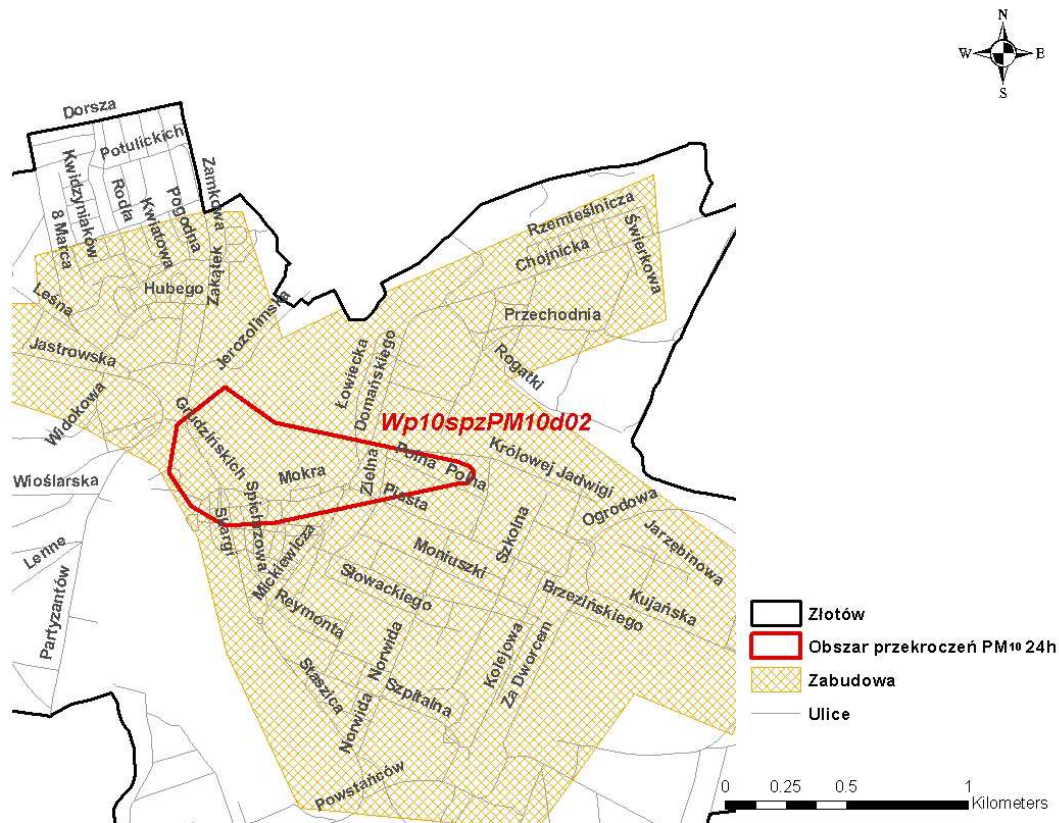 N
W E
S
Dorsza
Potulickich
Kwidzyniaków
8 Marca
Rodła
Kwiatowa
Pogodna
Zamkowa
Zakątek
Hubego
Leśna
Jastrowska
Widokowa
Jerozolimska
Rzemieślnicza
Chojnicka
Świerkowa
Przechodnia
Rogatki
Łowiecka
Domańskiego
Wp10spzPM10d02
Grudzińskich
Mokra
Zielna
Polna
Polna
Piasta
Królowej Jadwigi
Ogrodowa
Jarzębinowa
Wioślarska
Skargi
Spichrzowa
Mickiewicza
Szkolna
Moniuszki
Lenne
Partyzantów
Słowackiego
Reymonta
Brzezińskiego
Kujańska
Staszica
Norwida
Norwida
Szpitalna
Kolejowa
Za Dworcem
Powstańców
Złotów
Obszar przekroczeń PM10 24h
Zabudowa
Ulice
0 0.25 0.5 1
Kilometers